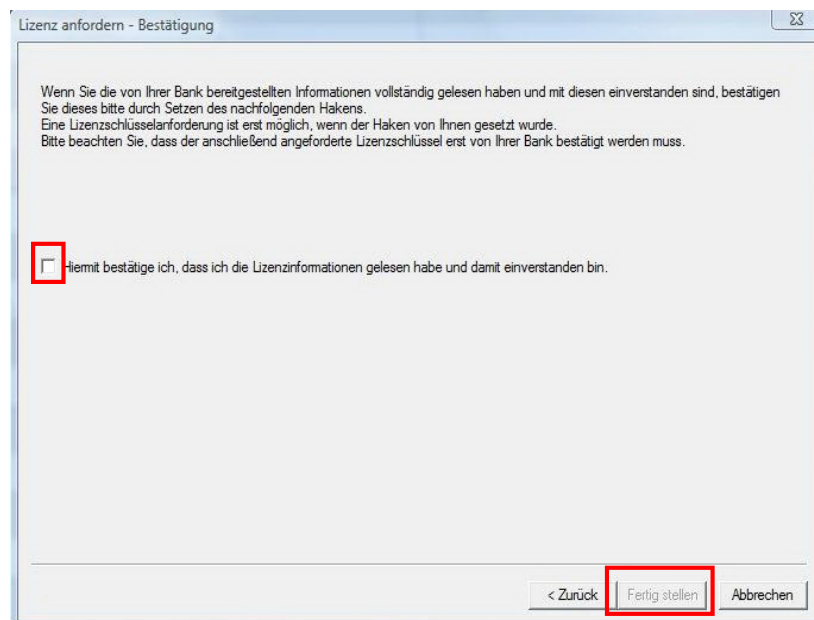 Lizenz anfordern - Bestätigung
Wenn Sie die von Ihrer Bank bereitgestellten Informationen vollständig gelesen haben und mit diesen einverstanden sind, bestätigen
Sie dieses bitte durch Setzen des nachfolgenden Hakens.
Eine Lizenzschlüsselanforderung ist erst möglich, wenn der Haken von Ihnen gesetzt wurde.
Bitte beachten Sie, dass der anschließend angeforderte Lizenzschlüssel erst von Ihrer Bank bestätigt werden muss.
Hiermit bestätige ich, dass ich die Lizenzinformationen gelesen habe und damit einverstanden bin.
< Zurück Fertig stellen Abbrechen